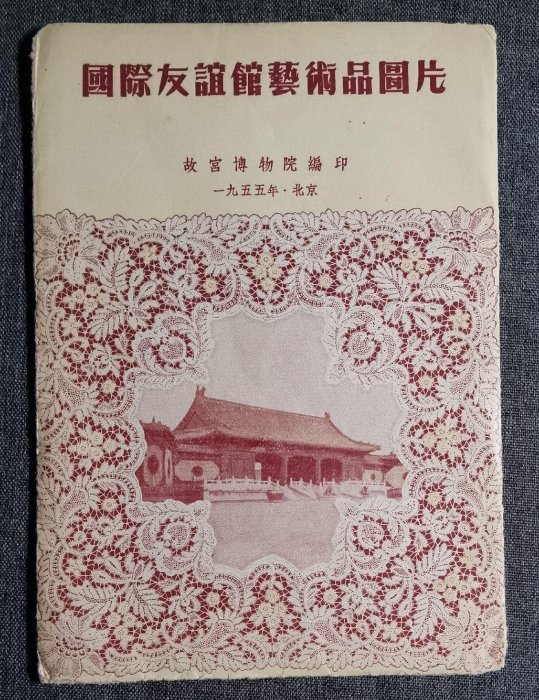 國際友誼館藝術品圖片
故宮博物院編印
一九五五年·北京